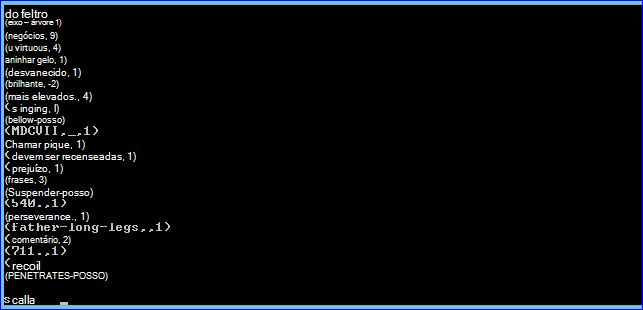 do feltro
(eixo – árvore 1)
(negócios, 9)
(u virtuous, 4)
aninhar gelo, 1)
(desvanecido, 1)
(brilhante, -2)
(mais elevados., 4)
(s inging, l)
(bellow-posso)
(MDCVII,_,1)
Chamar pique, 1)
(devem ser recenseadas, 1)
(prejuízo, 1)
(frases, 3)
(Suspender-posso)
(540.,1)
(perseverance., 1)
(father-long-legs,,1)
(comentário, 2)
(711.,1)
(recoil
(PENETRATES-POSSO)
s calla _